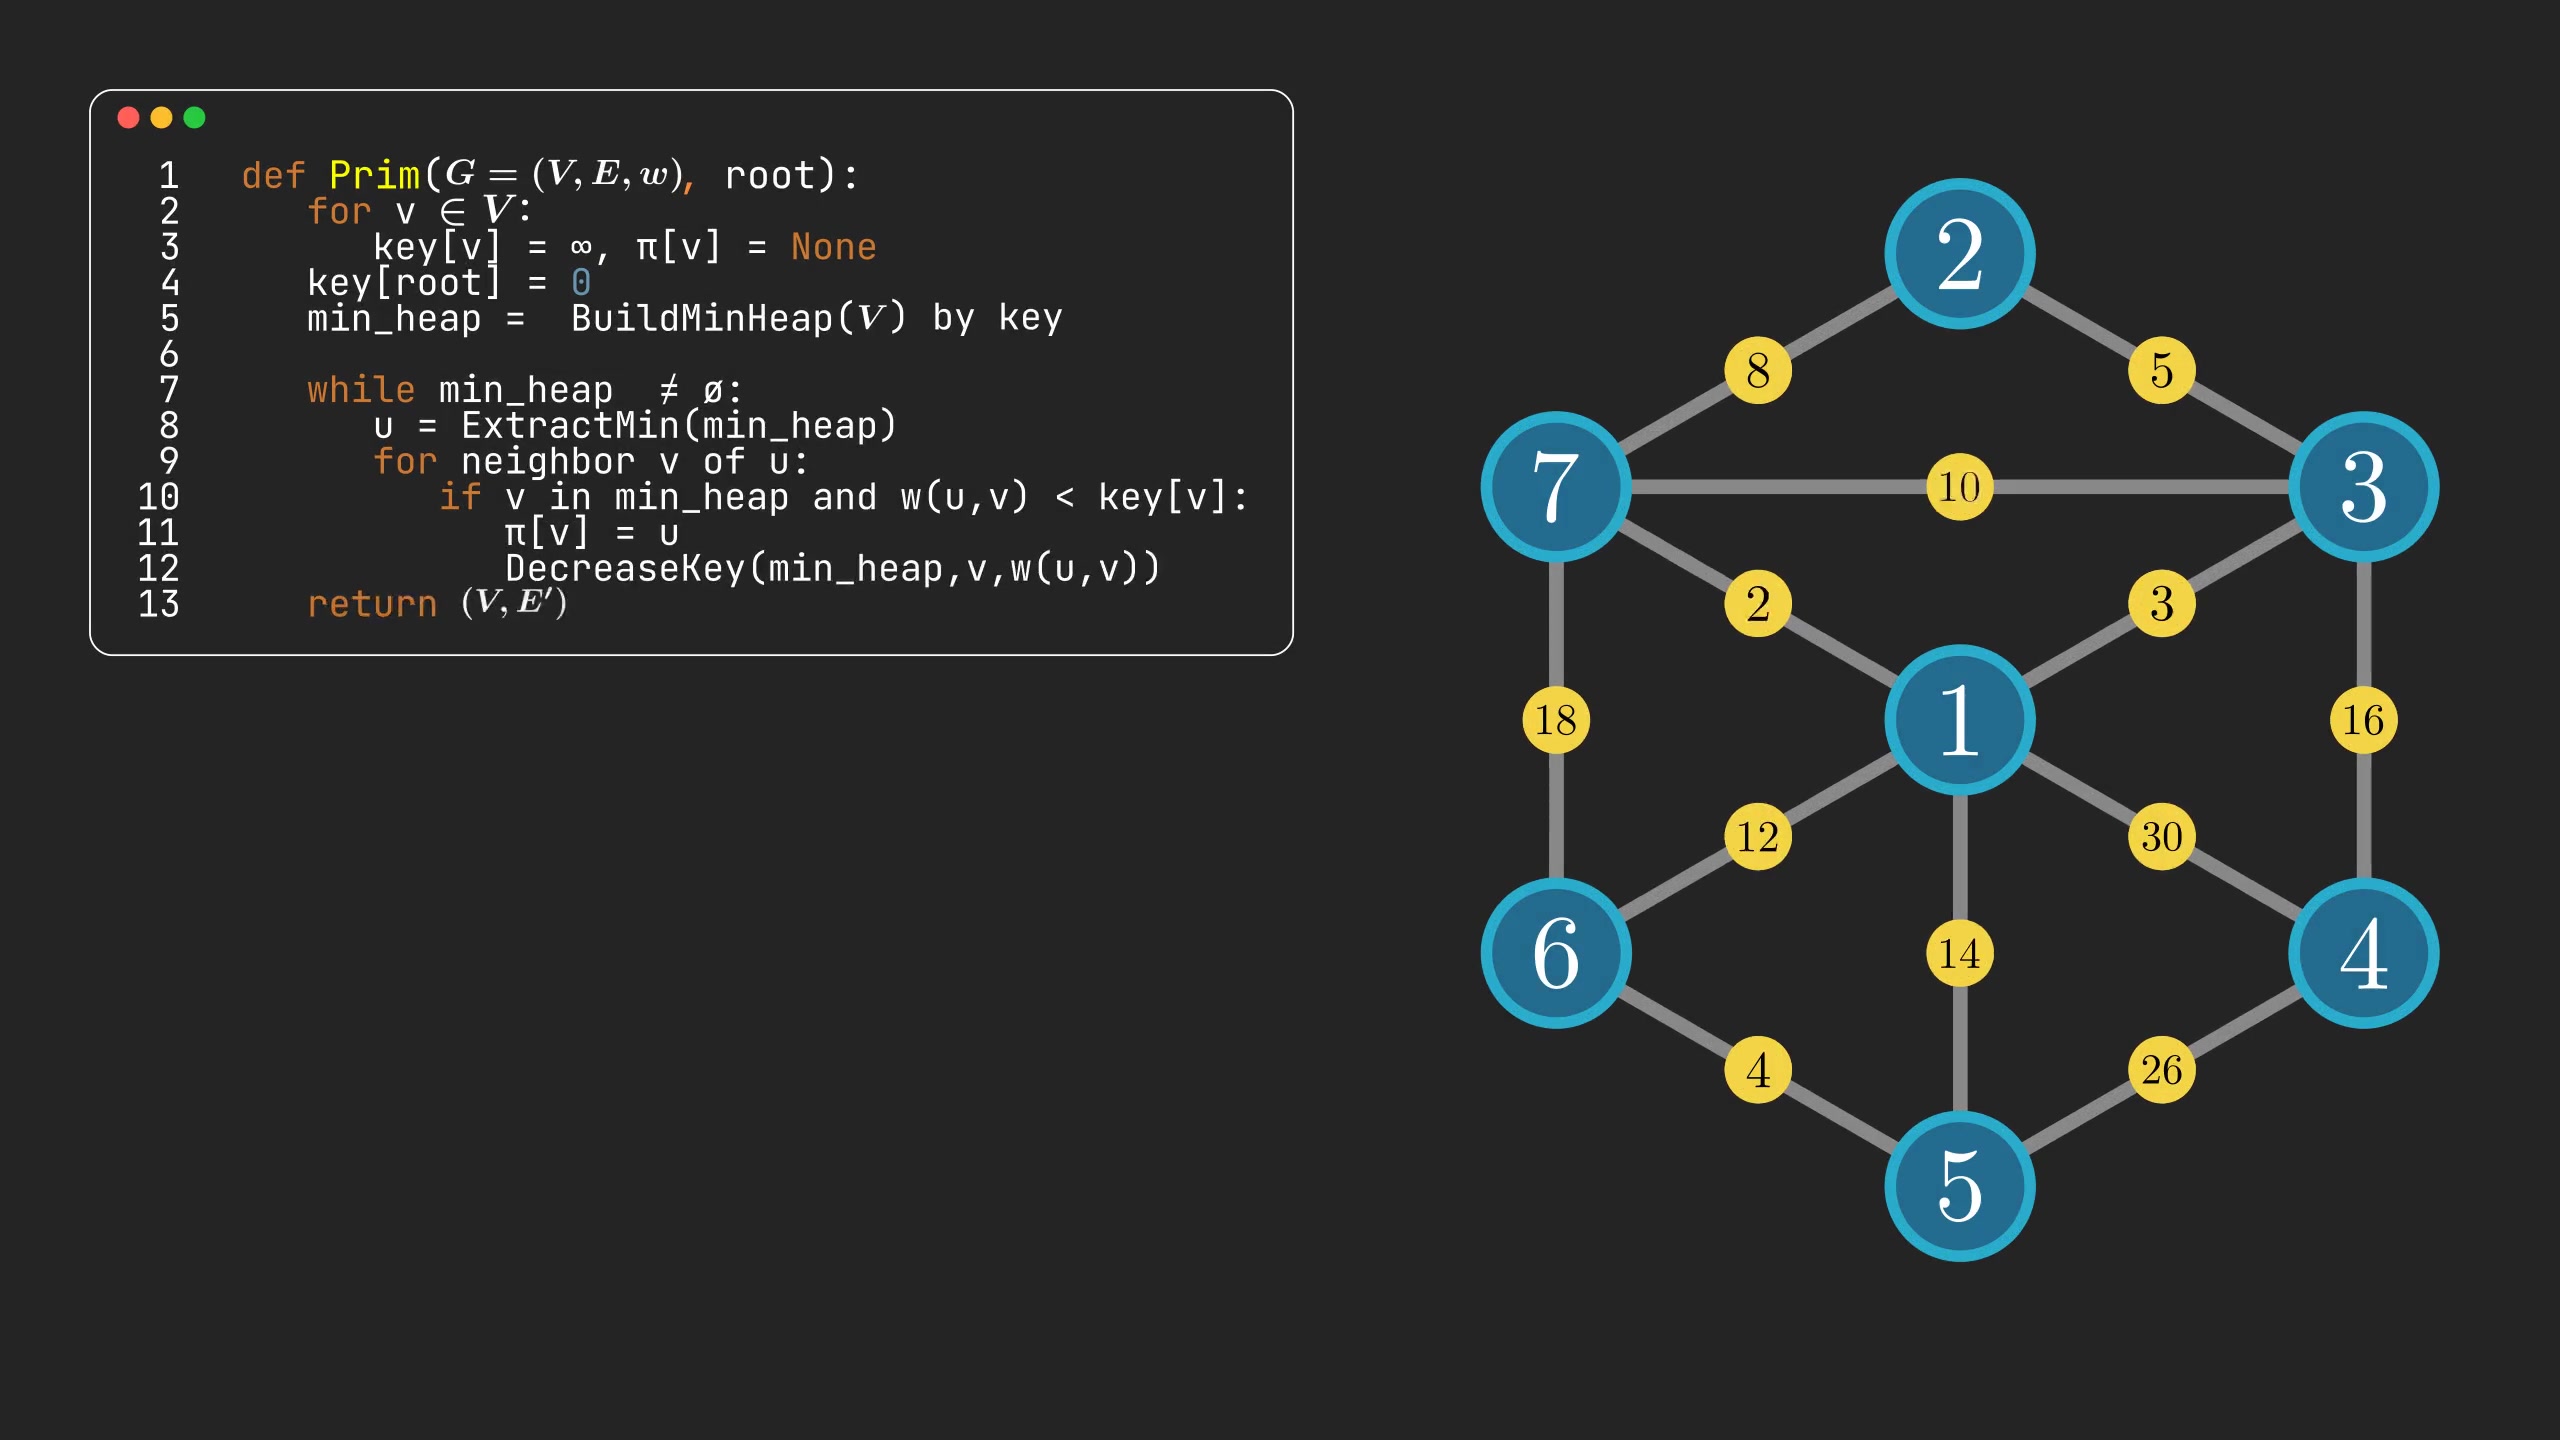 1 def Prim(G = (V, E, w), root):
2 for v ∈ V:
3 key[v] = ∞, π[v] = None
4 key[root] = 0
5 min_heap = BuildMinHeap(V) by key
6
7 while min_heap ≠ ø:
8 u = ExtractMin(min_heap)
9 for neighbor v of u:
10 if v in min_heap and w(u,v) < key[v]:
11 π[v] = u
12 DecreaseKey(min_heap,v,w(u,v))
13 return (V, E′)
2
8 5
7 10 3
2 3
1
18 16
12 30
6 14 4
4 26
5